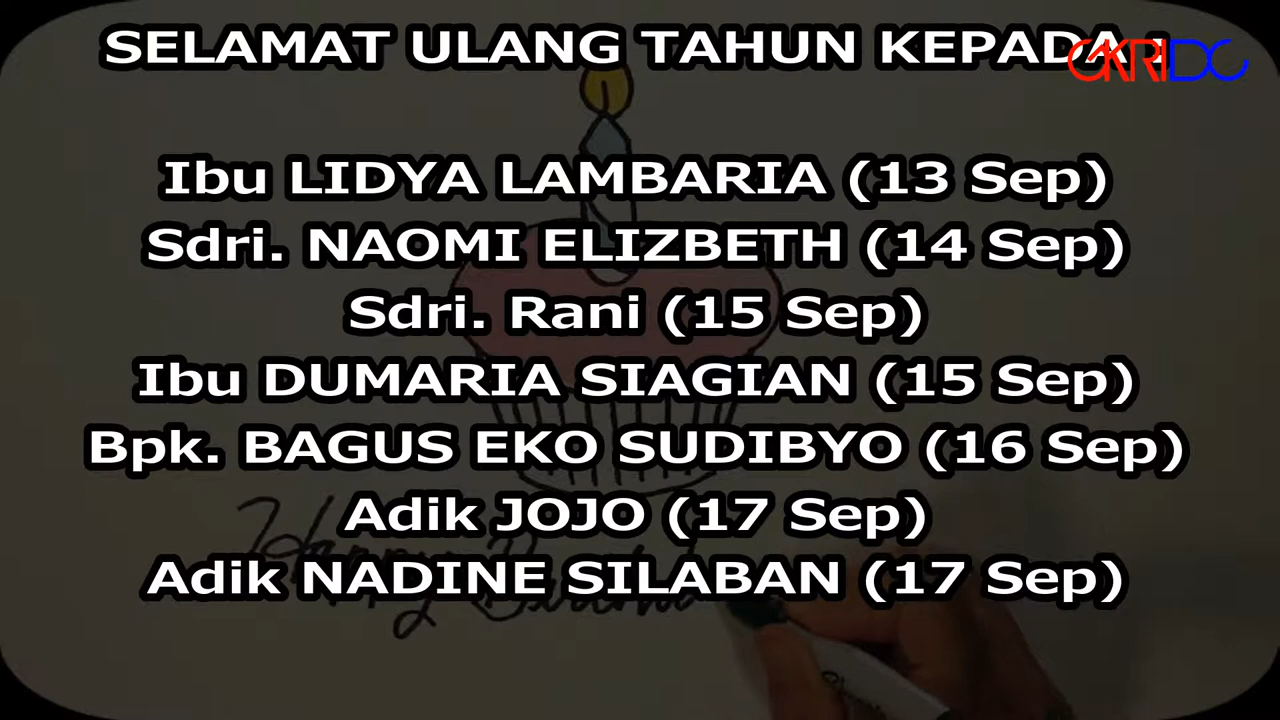 SELAMAT ULANG TAHUN KEPADA :
GKRIDC
Ibu LIDYA LAMBARIA (13 Sep)
Sdri. NAOMI ELIZBETH (14 Sep)
Sdri. Rani (15 Sep)
Ibu DUMARIA SIAGIAN (15 Sep)
Bpk. BAGUS EKO SUDIBYO (16 Sep)
Adik JOJO (17 Sep)
Adik NADINE SILABAN (17 Sep)
Happy